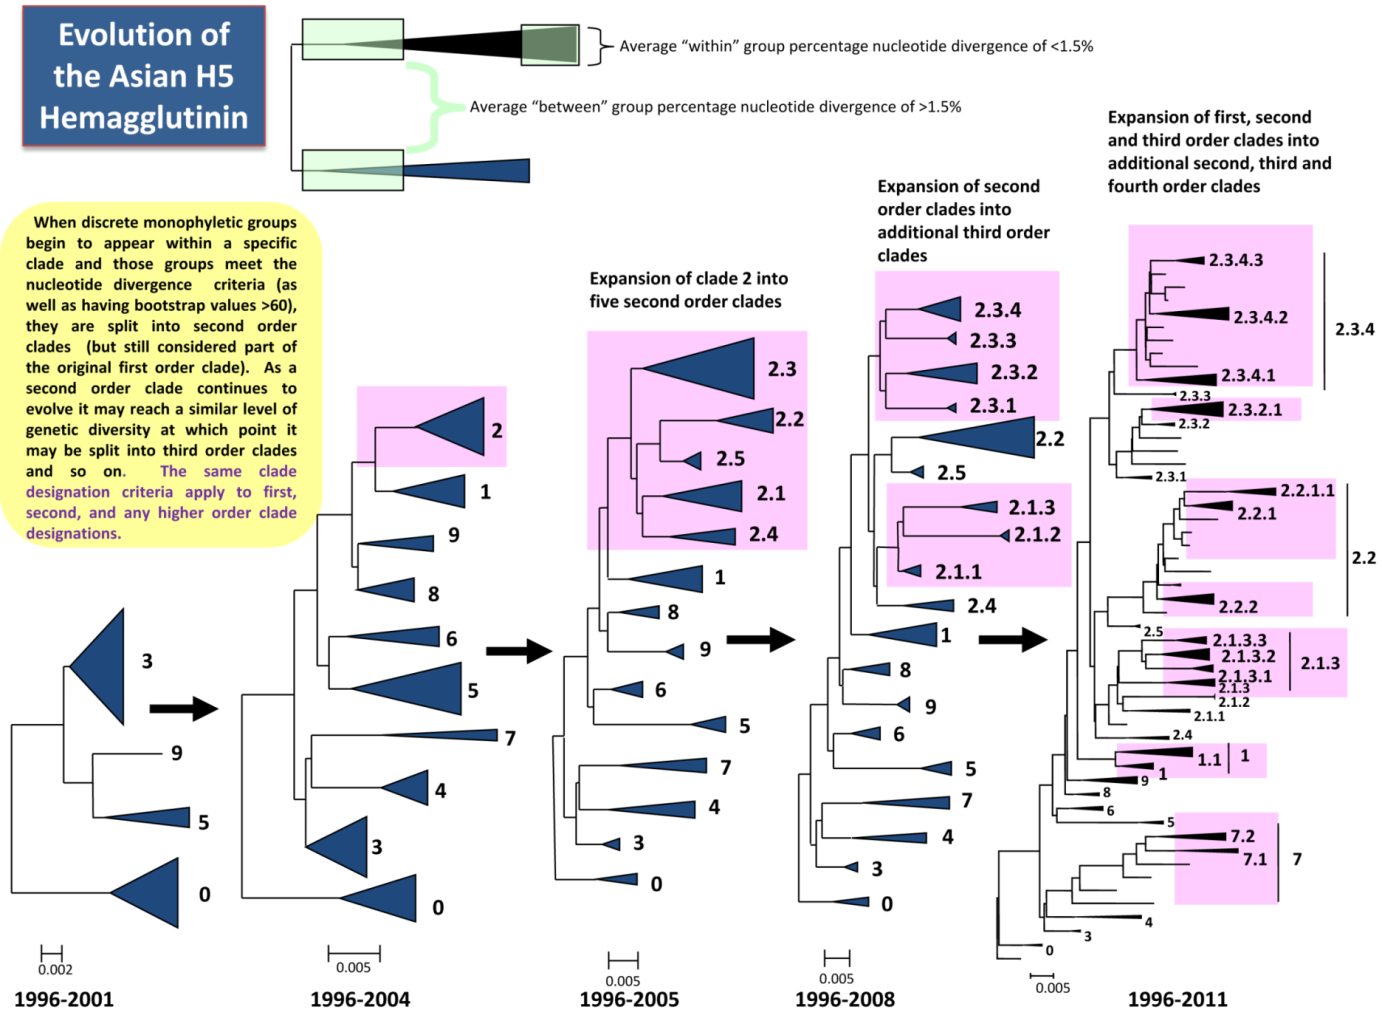 Evolution of
the Asian H5
Hemagglutinin
Average “within” group percentage nucleotide divergence of <1.5%
Average “between” group percentage nucleotide divergence of >1.5%
When discrete monophyletic groups
begin to appear within a specific
clade and those groups meet the
nucleotide divergence criteria (as
well as having bootstrap values >60),
they are split into second order
clades (but still considered part of
the original first order clade). As a
second order clade continues to
evolve it may reach a similar level of
genetic diversity at which point it
may be split into third order clades
and so on. The same clade
designation criteria apply to first,
second, and any higher order clade
designations.
3
9
5
0
0.002
1996-2001
2
1
9
8
6
5
7
4
3
0
0.005
1996-2004
Expansion of clade 2 into
five second order clades
2.3
2.2
2.5
2.1
2.4
1
8
9
6
5
7
4
3
0
0.005
1996-2005
Expansion of second
order clades into
additional third order
clades
2.3.4
2.3.3
2.3.2
2.3.1
2.2
2.5
2.1.3
2.1.2
2.1.1
2.4
1
8
9
6
5
7
4
3
0
0.005
1996-2008
Expansion of first, second
and third order clades into
additional second, third and
fourth order clades
2.3.4.3
2.3.4.2
2.3.4
2.3.4.1
2.3.3
2.3.2.1
2.3.2
2.3.1
2.2.1.1
2.2.1
2.2
2.2.2
2.5
2.1.3.3
2.1.3.2
2.1.3
2.1.3.1
2.1.3
2.1.2
2.1.1
2.4
1.1
1
1
9
8
6
5
7.2
7.1
7
4
3
0
0.005
1996-2011